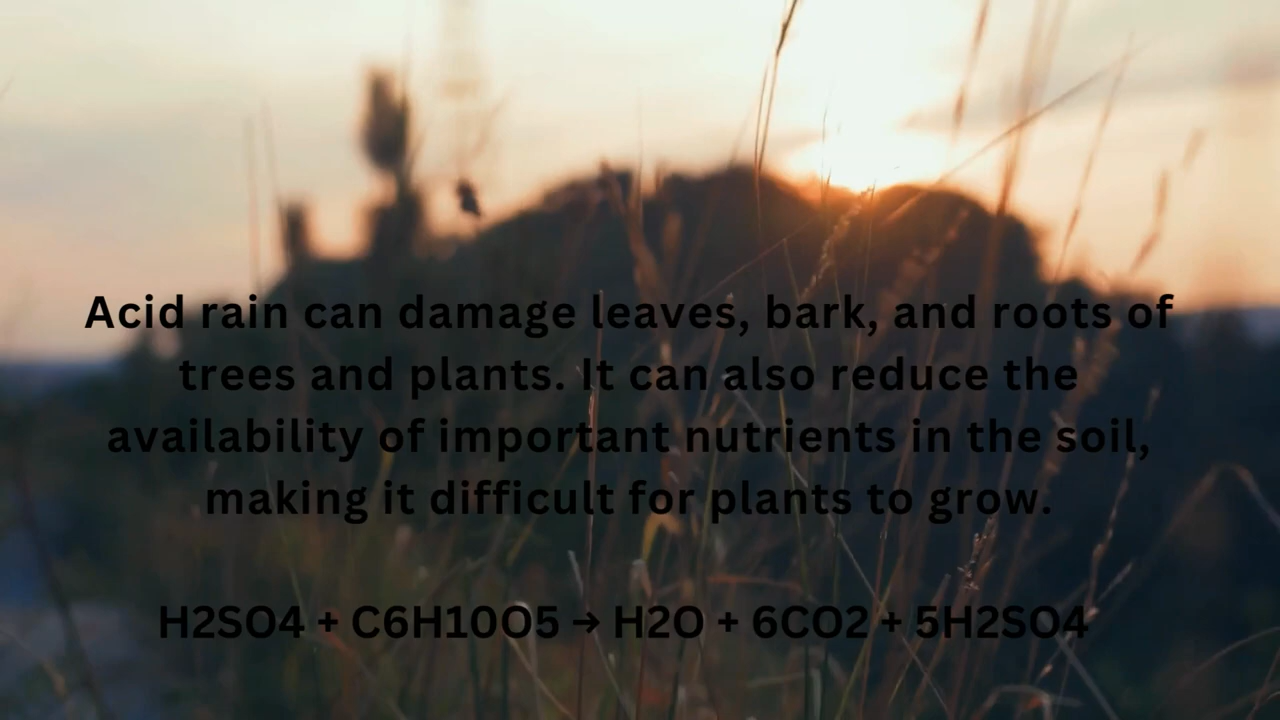 Acid rain can damage leaves, bark, and roots of
trees and plants. It can also reduce the
availability of important nutrients in the soil,
making it difficult for plants to grow.
H2SO4 + C6H10O5 → H2O + 6CO2 + 5H2SO4